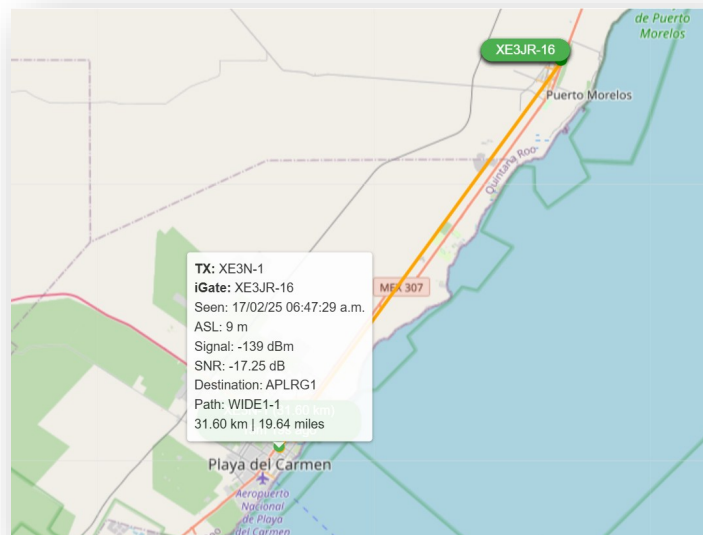 de Puerto
Morelos
XE3JR-16
Puerto Morelos
Quintana Roo
MEX 307
TX: XE3N-1
iGate: XE3JR-16
Seen: 17/02/25 06:47:29 a.m.
ASL: 9 m
Signal: -139 dBm
SNR: -17.25 dB
Destination: APLRG1
Path: WIDE1-1
31.60 km | 19.64 miles
Playa del Carmen
Aeropuerto
Nacional
de Playa
del Carmen